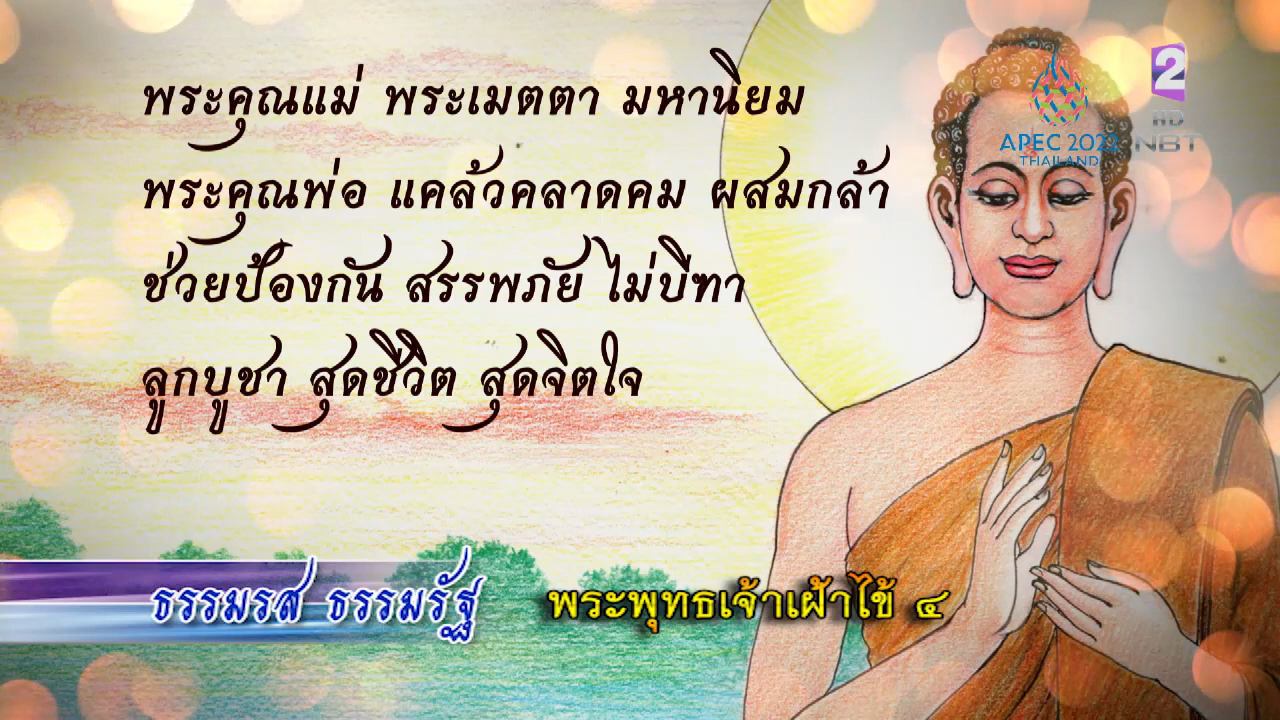 พระคุณแม่ พระเมตตา มหานิยม
พระคุณพ่อ แคล้วคลาดคม ผสมกล้า
ช่วยป้องกัน สรรพภัย ไม่บีฑา
ลูกบูชา สุดชีวิต สุดจิตใจ
2
HD
NBT
APEC 2022
THAILAND
ธรรมรส ธรรมรัฐ
พระพุทธเจ้าเฝ้าไข้ ๔